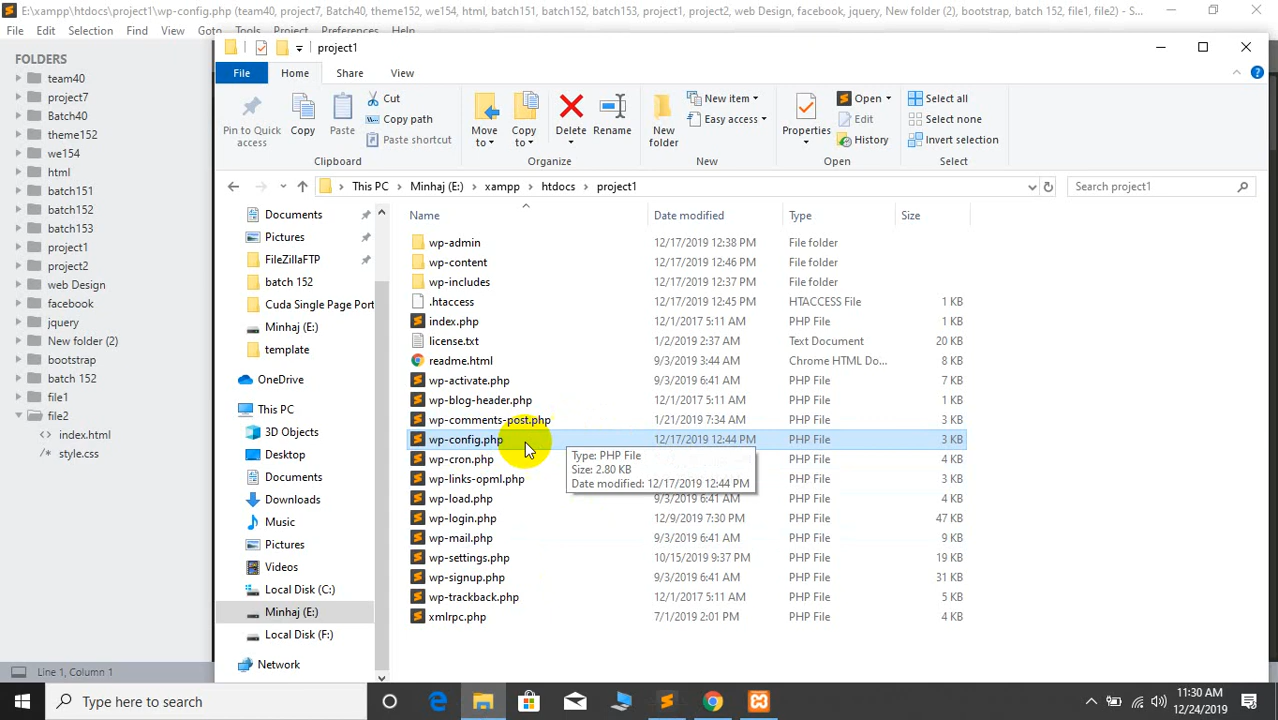 E:\xampp\htdocs\project1\wp-config.php (team40, project7, Batch40, theme152, we154, html, batch151, batch152, batch153, project1, project2, web Design, facebook, jquery, New folder (2), bootstrap, batch 152, file1, file2) - S...
File Edit Selection Find View Goto Tools Project Preferences Help
FOLDERS
team40
project7
Batch40
theme152
we154
html
batch151
batch152
batch153
project1
project2
web Design
facebook
jquery
New folder (2)
bootstrap
batch 152
file1
file2
index.html
style.css
Line 1, Column 1
project1
File Home Share View
Pin to Quick access
Copy
Paste
Cut
Copy path
Paste shortcut
Clipboard
Move to
Copy to
Delete
Rename
Organize
New folder
New item
Easy access
New
Properties
Open
Edit
History
Open
Select all
Select none
Invert selection
Select
This PC > Minhaj (E:) > xampp > htdocs > project1
Search project1
Documents
Pictures
FileZillaFTP
batch 152
Cuda Single Page Port
Minhaj (E:)
template
OneDrive
This PC
3D Objects
Desktop
Documents
Downloads
Music
Pictures
Videos
Local Disk (C:)
Minhaj (E:)
Local Disk (F:)
Network
Name Date modified Type Size
wp-admin 12/17/2019 12:38 PM File folder
wp-content 12/17/2019 12:46 PM File folder
wp-includes 12/17/2019 12:37 PM File folder
.htaccess 12/17/2019 12:45 PM HTACCESS File 1 KB
index.php 12/1/2017 5:11 AM PHP File 1 KB
license.txt 1/2/2019 2:37 AM Text Document 20 KB
readme.html 9/3/2019 3:44 AM Chrome HTML Do... 8 KB
wp-activate.php 9/3/2019 6:41 AM PHP File 7 KB
wp-blog-header.php 12/1/2017 5:11 AM PHP File 1 KB
wp-comments-post.php 1/21/2019 7:34 AM PHP File 3 KB
wp-config.php 12/17/2019 12:44 PM PHP File 3 KB
wp-cron.php PHP File 4 KB
wp-links-opml.php PHP File 3 KB
wp-load.php 9/3/2019 6:41 AM PHP File 4 KB
wp-login.php 12/9/2019 7:30 PM PHP File 47 KB
wp-mail.php 9/3/2019 6:41 AM PHP File 9 KB
wp-settings.php 10/15/2019 9:37 PM PHP File 19 KB
wp-signup.php 9/3/2019 6:41 AM PHP File 31 KB
wp-trackback.php 12/1/2017 5:11 AM PHP File 5 KB
xmlrpc.php 7/1/2019 2:01 PM PHP File 4 KB
Type: PHP File
Size: 2.80 KB
Date modified: 12/17/2019 12:44 PM
Type here to search
11:30 AM
12/24/2019